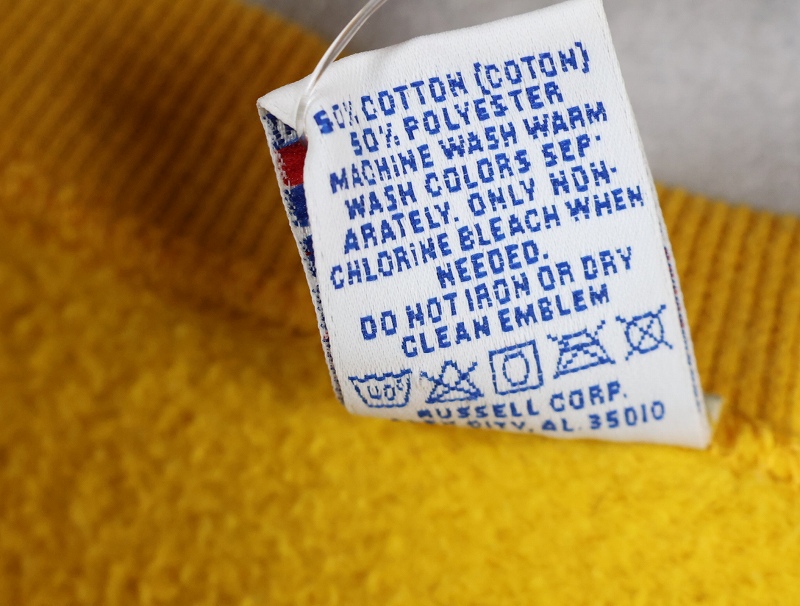 50% COTTON (COTON)
50% POLYESTER
MACHINE WASH WARM
WASH COLORS SEP-
ARATELY. ONLY NON-
CHLORINE BLEACH WHEN
NEEDED.
DO NOT IRON OR DRY
CLEAN EMBLEM
40°
RUSSELL CORP.
CITY, AL. 35010